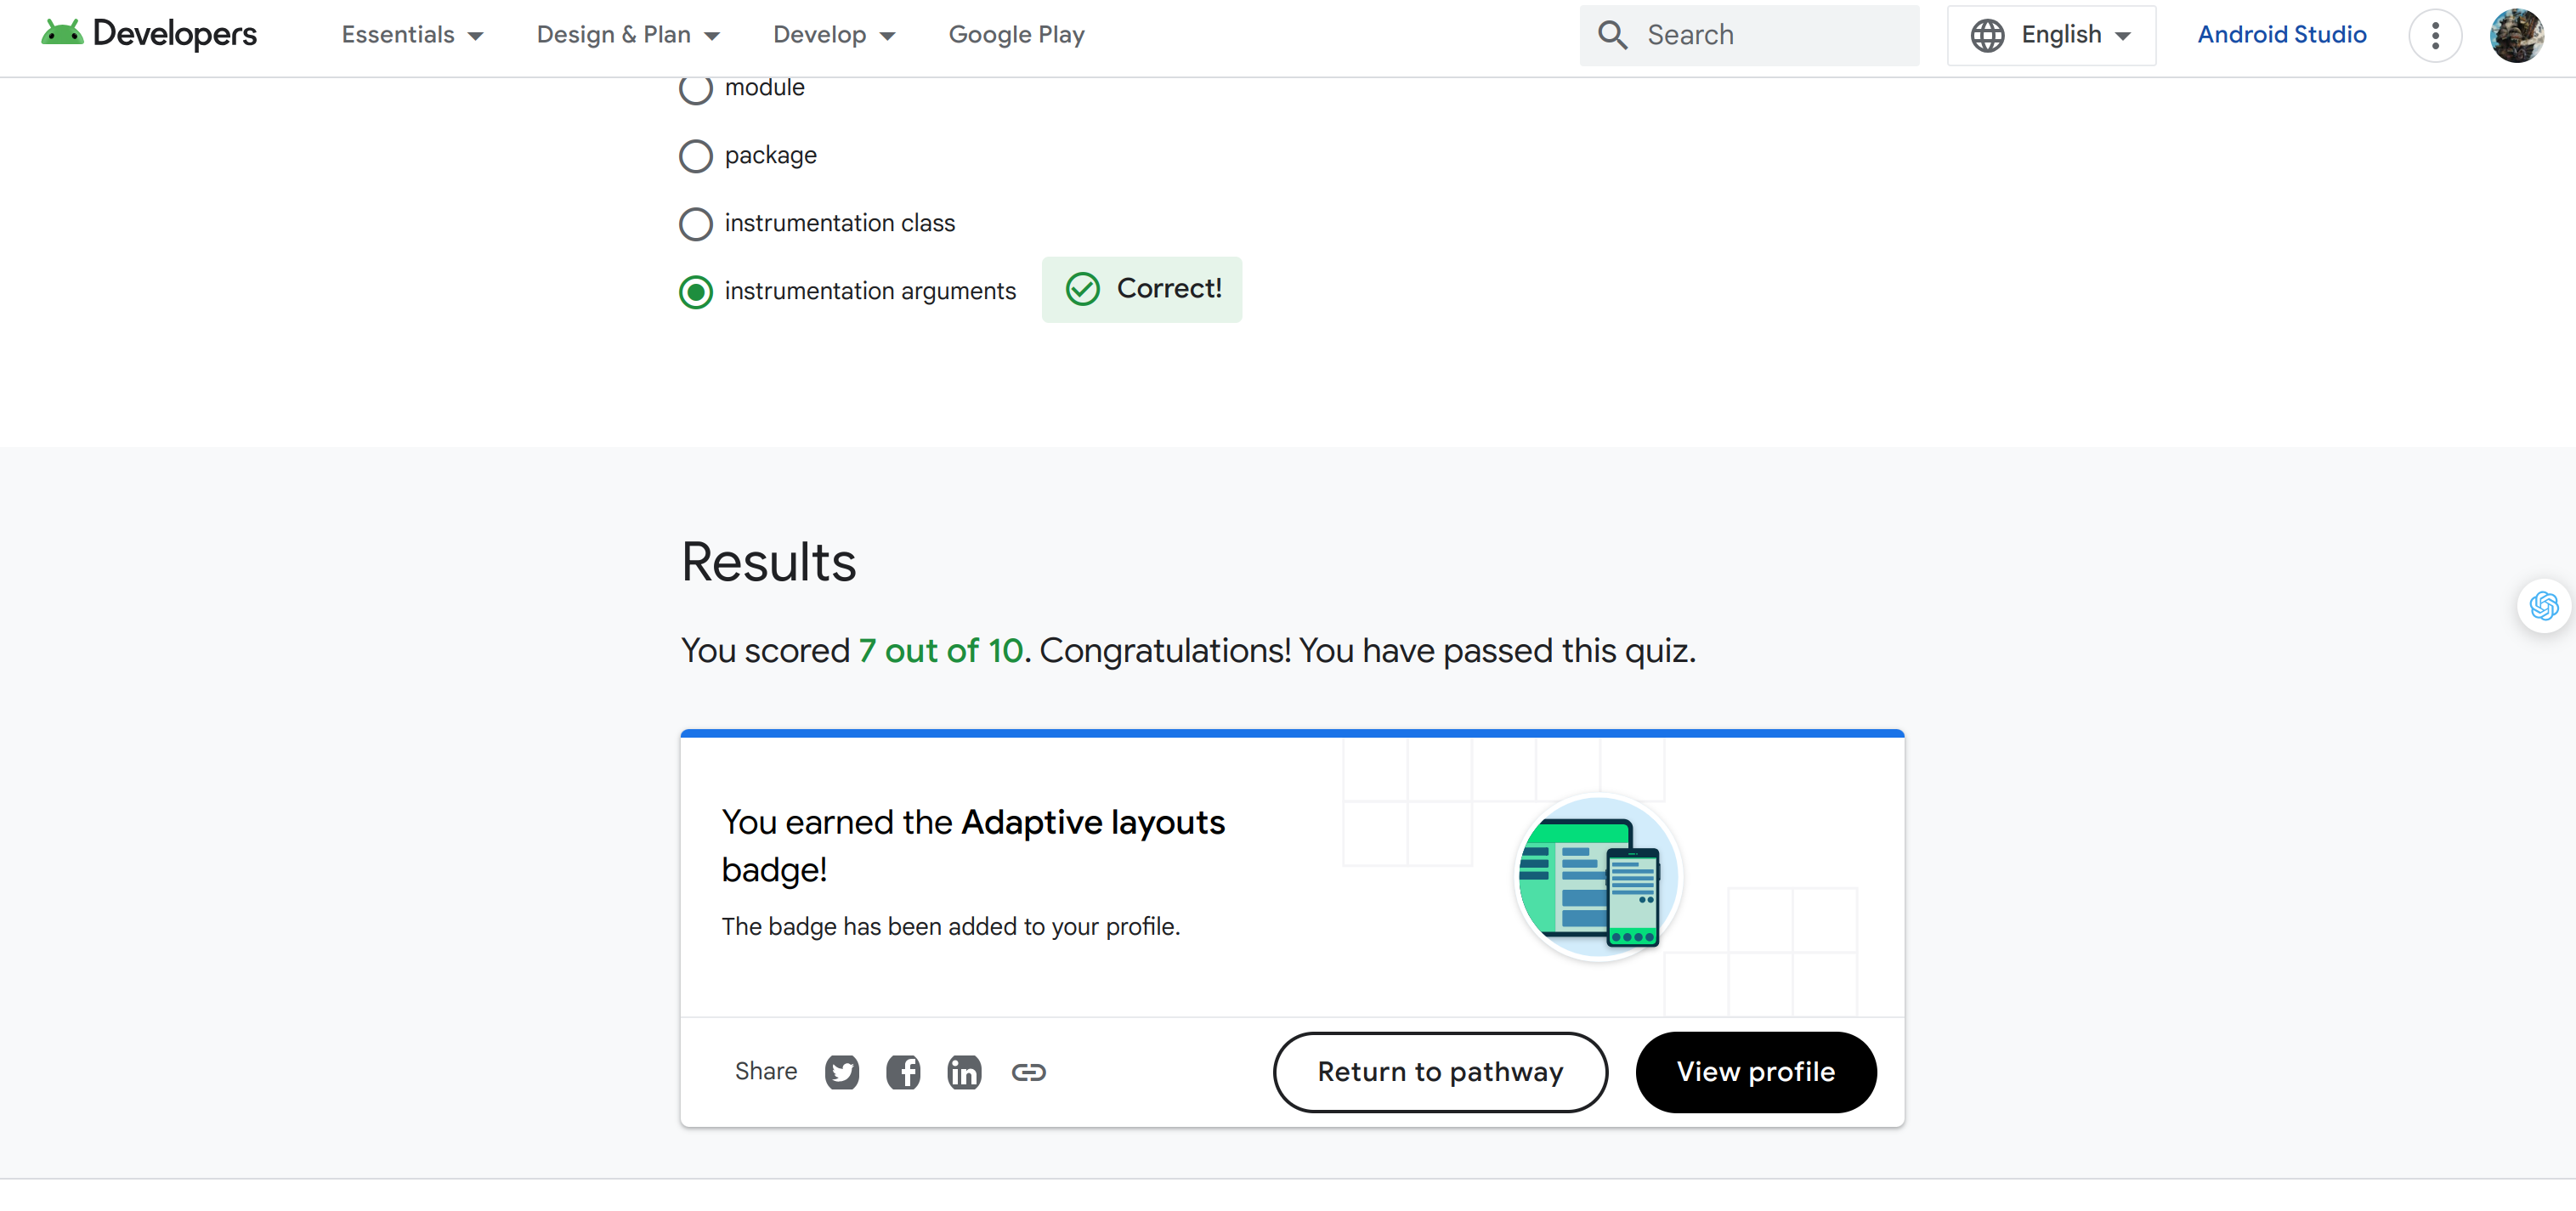 Developers Essentials Design & Plan Develop Google Play Search English Android Studio
module
package
instrumentation class
instrumentation arguments Correct!
Results
You scored 7 out of 10. Congratulations! You have passed this quiz.
You earned the Adaptive layouts
badge!
The badge has been added to your profile.
Share Return to pathway View profile